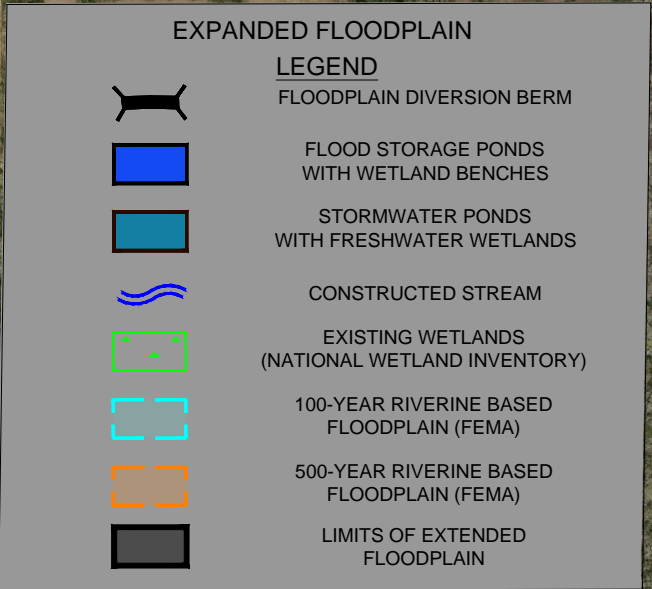 EXPANDED FLOODPLAIN
LEGEND
FLOODPLAIN DIVERSION BERM
FLOOD STORAGE PONDS
WITH WETLAND BENCHES
STORMWATER PONDS
WITH FRESHWATER WETLANDS
CONSTRUCTED STREAM
EXISTING WETLANDS
(NATIONAL WETLAND INVENTORY)
100-YEAR RIVERINE BASED
FLOODPLAIN (FEMA)
500-YEAR RIVERINE BASED
FLOODPLAIN (FEMA)
LIMITS OF EXTENDED
FLOODPLAIN